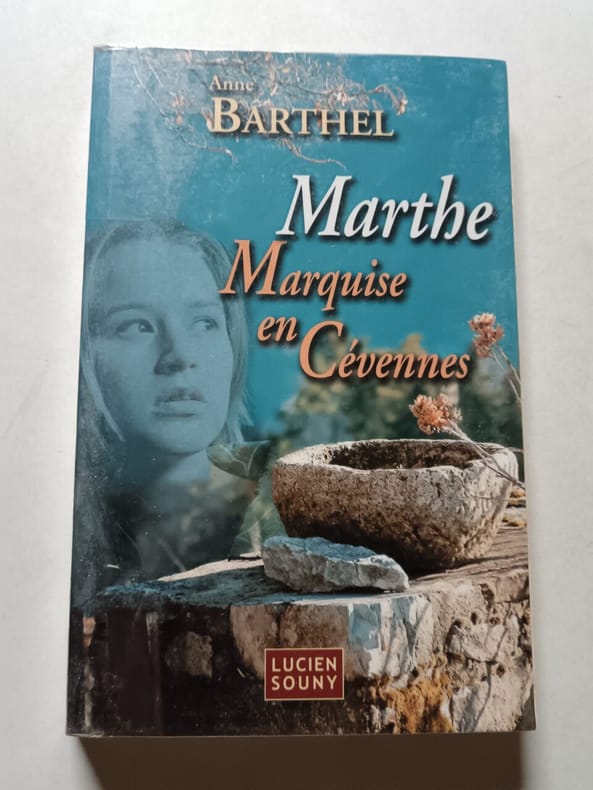 Anne
BARTHEL
Marthe
Marquise
en
Cévennes
LUCIEN
SOUNY